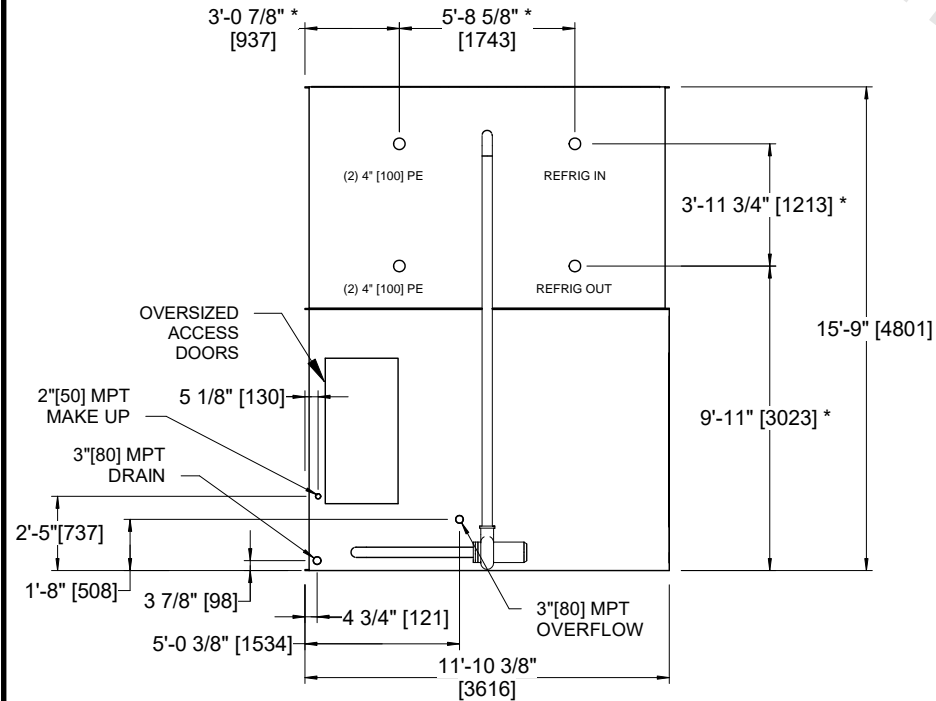 3'-0 7/8" *
[937]
5'-8 5/8" *
[1743]
(2) 4" [100] PE
REFRIG IN
3'-11 3/4" [1213] *
(2) 4" [100] PE
REFRIG OUT
OVERSIZED
ACCESS
DOORS
15'-9" [4801]
2"[50] MPT
MAKE UP
5 1/8" [130]
9'-11" [3023] *
3"[80] MPT
DRAIN
2'-5"[737]
1'-8" [508]
3 7/8" [98]
4 3/4" [121]
3"[80] MPT
OVERFLOW
5'-0 3/8" [1534]
11'-10 3/8"
[3616]